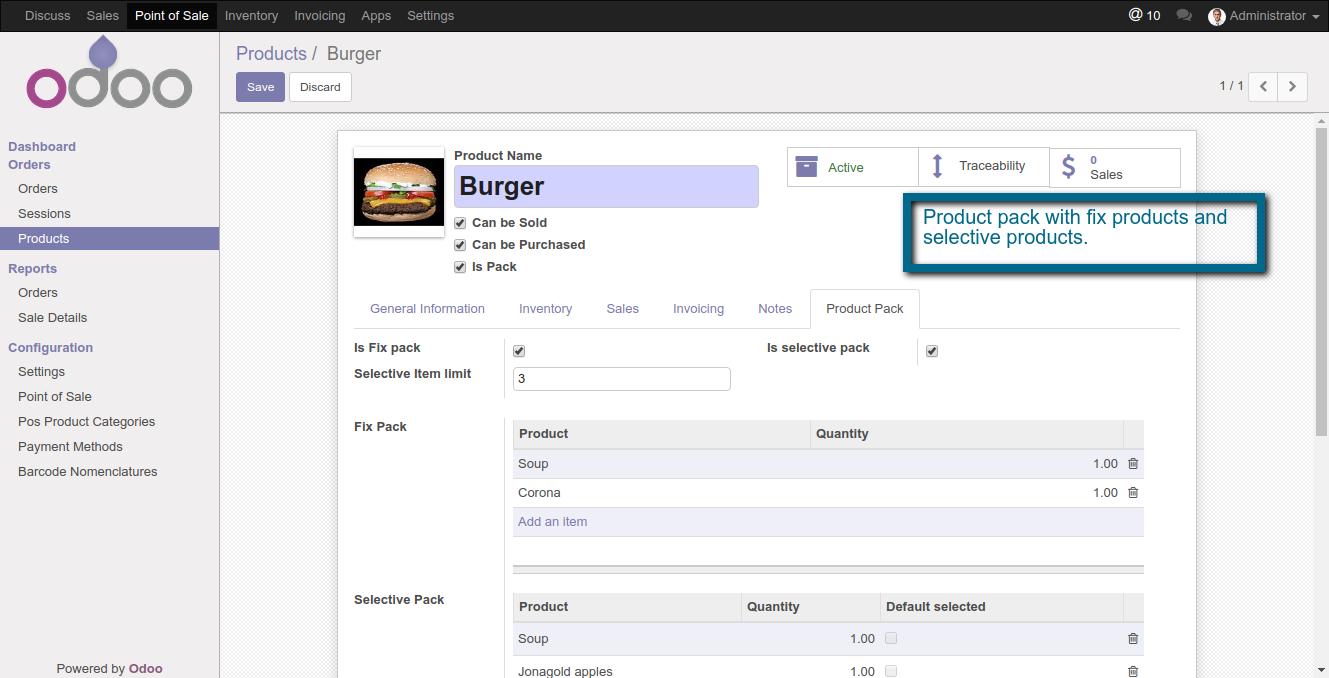 Discuss Sales Point of Sale Inventory Invoicing Apps Settings @ 10 Administrator
odoo
Dashboard
Orders
Orders
Sessions
Products
Reports
Orders
Sale Details
Configuration
Settings
Point of Sale
Pos Product Categories
Payment Methods
Barcode Nomenclatures
Powered by Odoo
Products / Burger
Save Discard 1 / 1
Product Name
Burger
Can be Sold
Can be Purchased
Is Pack
Active
Traceability
$ 0
Sales
Product pack with fix products and
selective products.
General Information Inventory Sales Invoicing Notes Product Pack
Is Fix pack Is selective pack
Selective Item limit 3
Fix Pack
Product Quantity
Soup 1.00
Corona 1.00
Add an item
Selective Pack
Product Quantity Default selected
Soup 1.00
Jonagold apples 1.00